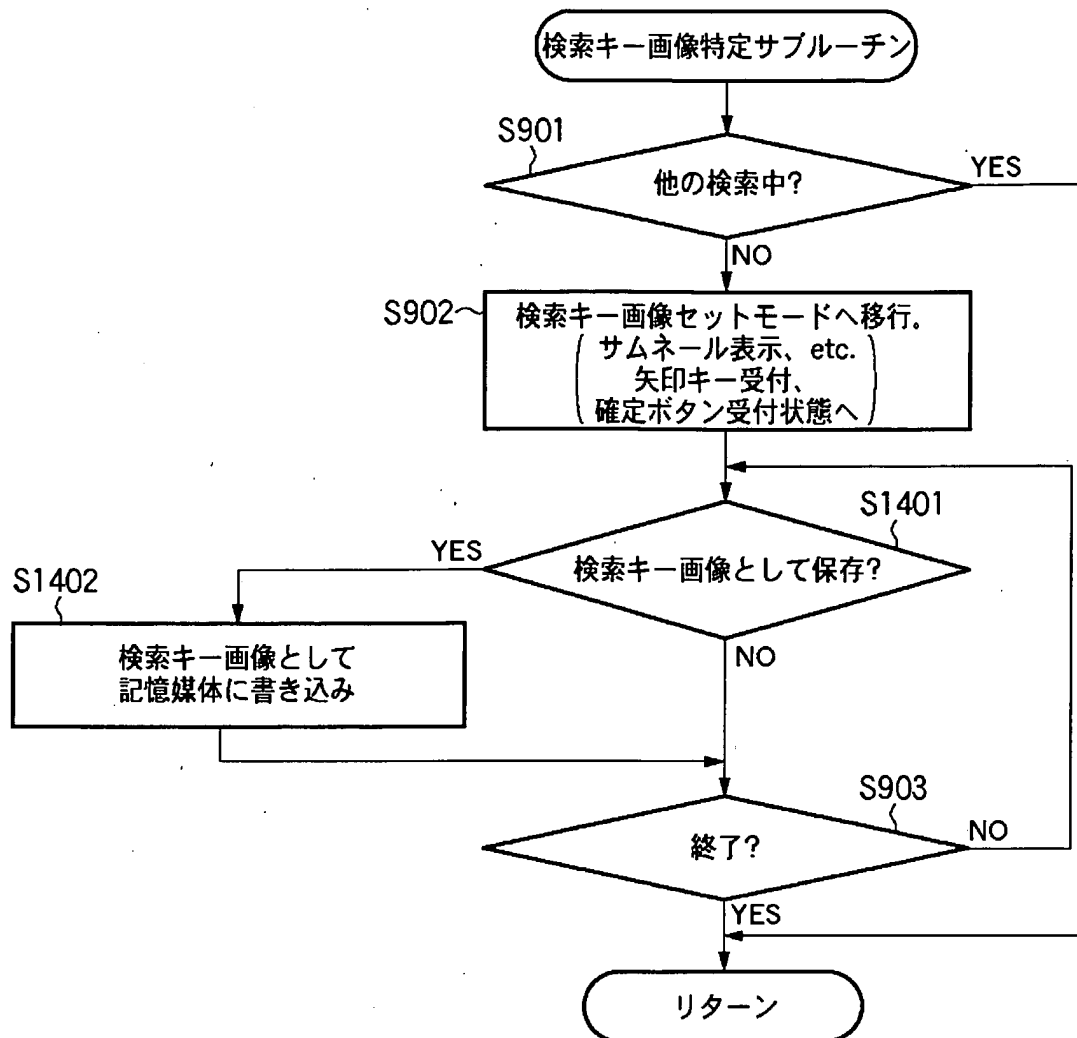 検索キー画像特定サブルーチン
S901
他の検索中?
YES
NO
S902
検索キー画像セットモードへ移行。
サムネール表示、etc.
矢印キー受付、
確定ボタン受付状態へ
S1401
YES
検索キー画像として保存?
S1402
NO
検索キー画像として
記憶媒体に書き込み
S903
終了?
NO
YES
リターン